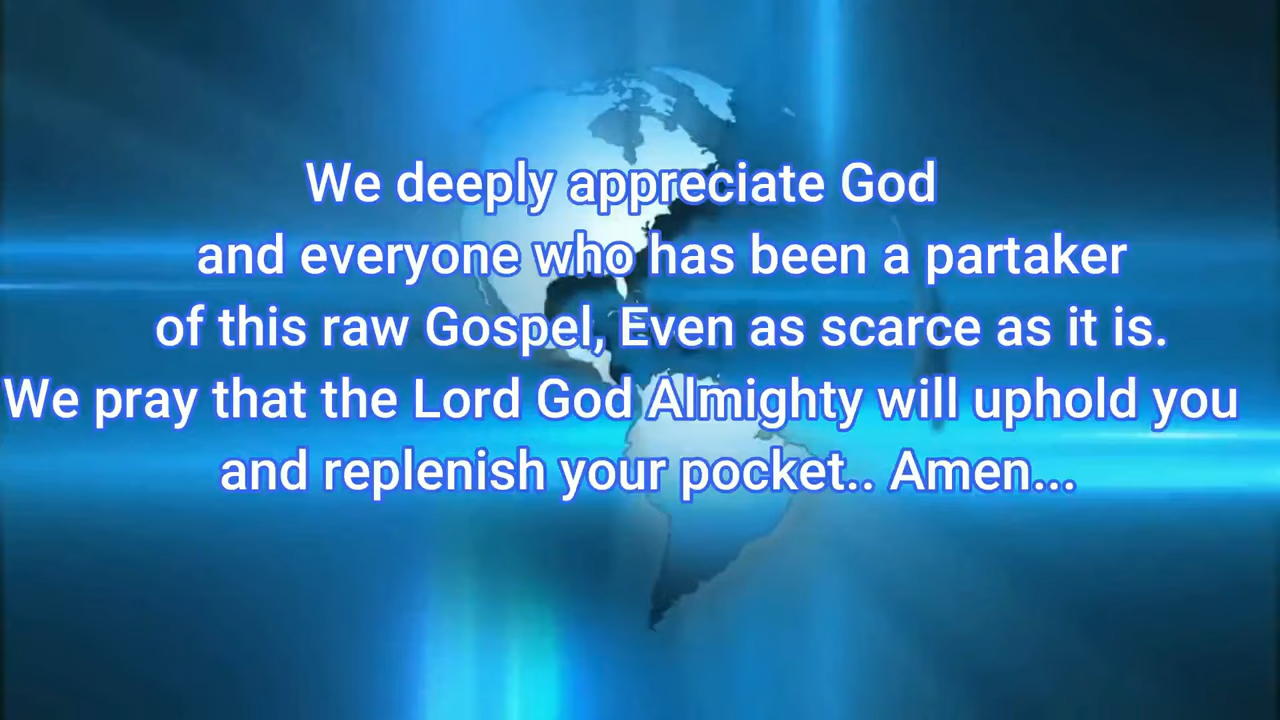 We deeply appreciate God
and everyone who has been a partaker
of this raw Gospel, Even as scarce as it is.
We pray that the Lord God Almighty will uphold you
and replenish your pocket.. Amen...